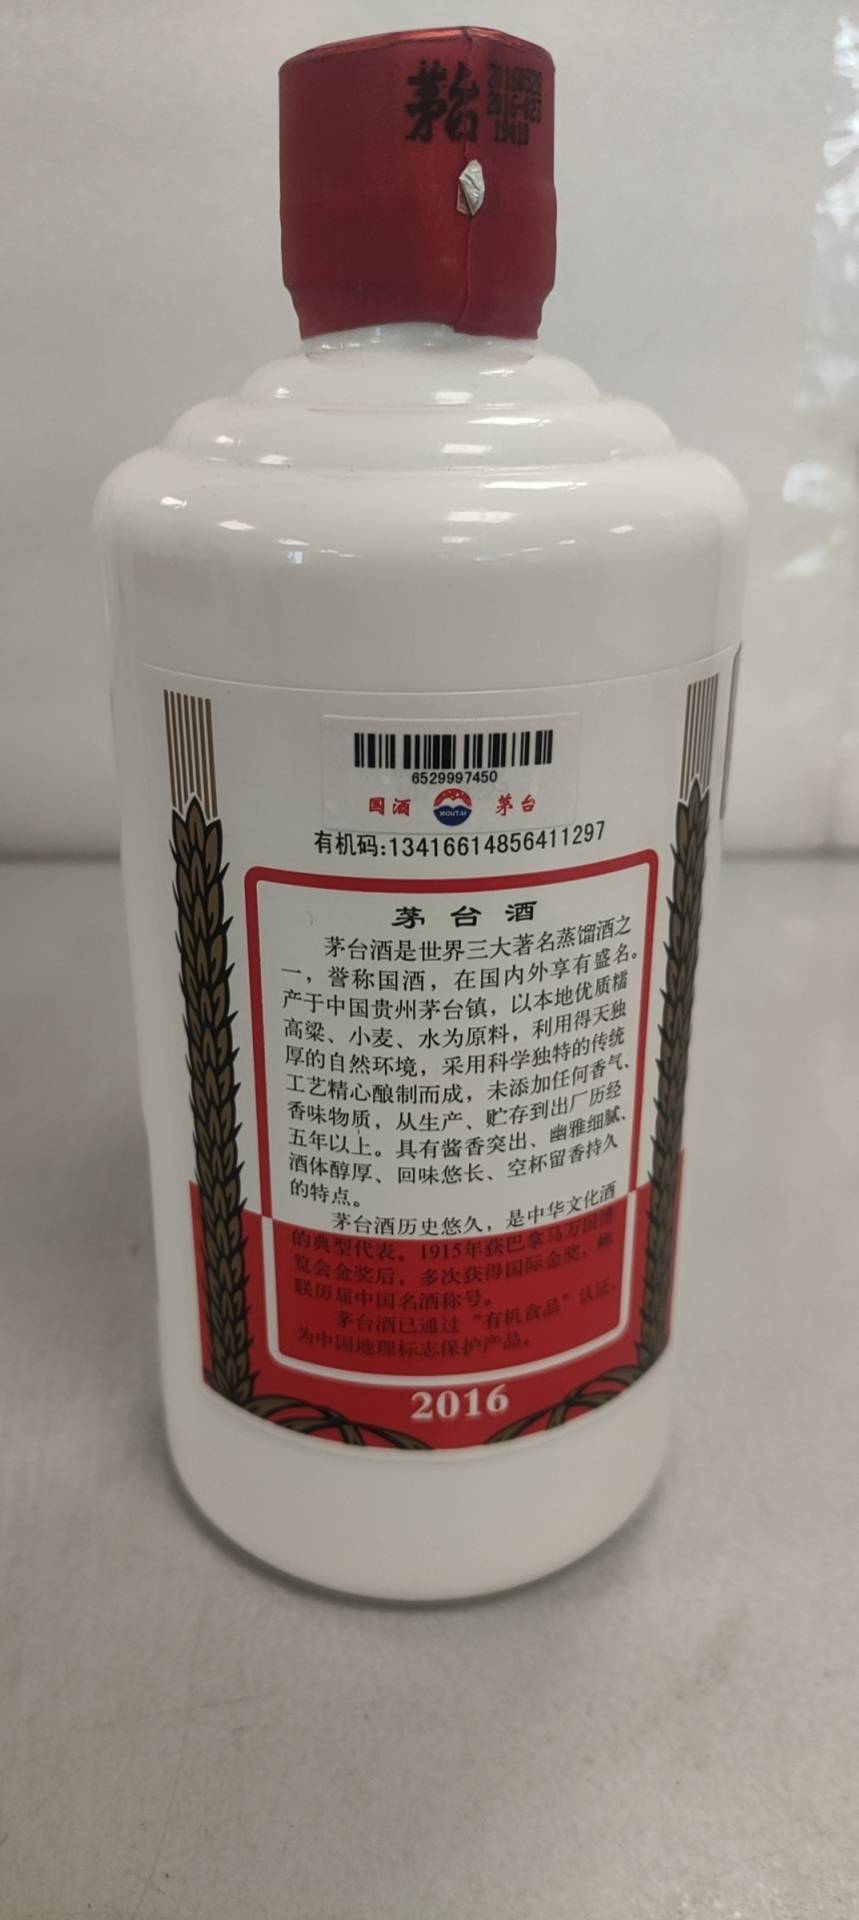 茅台
20160528
2016-023
19410
6529997450
国酒 MOUTAI 茅台
有机码:13416614856411297
茅台酒
茅台酒是世界三大著名蒸馏酒之
一，誉称国酒，在国内外享有盛名。
产于中国贵州茅台镇，以本地优质糯
高粱、小麦、水为原料，利用得天独
厚的自然环境，采用科学独特的传统
工艺精心酿制而成，未添加任何香气、
香味物质，从生产、贮存到出厂历经
五年以上。具有酱香突出、幽雅细腻、
酒体醇厚、回味悠长、空杯留香持久
的特点。
茅台酒历史悠久，是中华文化酒
的典型代表。1915年获巴拿马万国博
览会金奖后，多次获得国际金奖，蝉
联历届中国名酒称号。
茅台酒已通过“有机食品”认证，
为中国地理标志保护产品。
2016